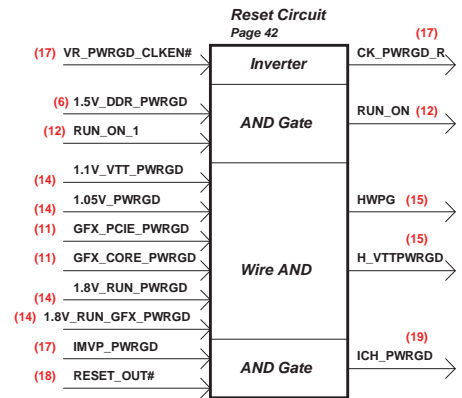 Reset Circuit
Page 42
(17) VR_PWRGD_CLKEN#
Inverter
(17)
CK_PWRGD_R
(6) 1.5V_DDR_PWRGD
(12) RUN_ON_1
AND Gate
RUN_ON (12)
(14) 1.1V_VTT_PWRGD
(14) 1.05V_PWRGD
(11) GFX_PCIE_PWRGD
(11) GFX_CORE_PWRGD
(14) 1.8V_RUN_PWRGD
(14) 1.8V_RUN_GFX_PWRGD
Wire AND
HWPG (15)
(15)
H_VTTPWRGD
(17) IMVP_PWRGD
(18) RESET_OUT#
AND Gate
(19)
ICH_PWRGD